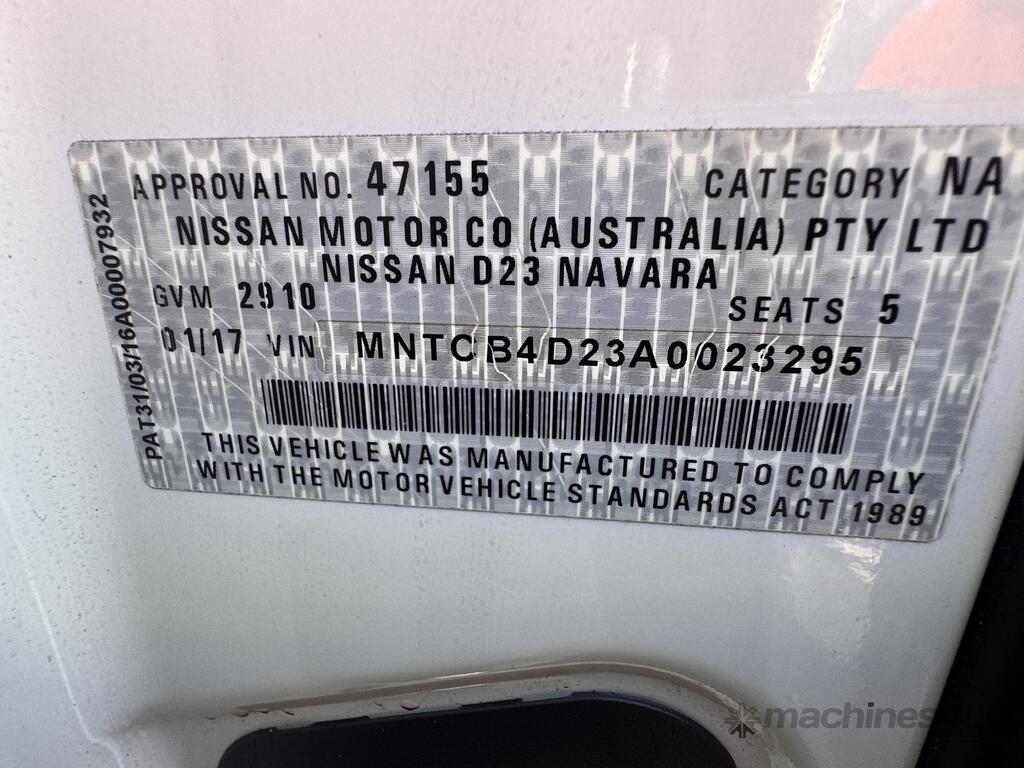 APPROVAL NO. 47155 CATEGORY NA
NISSAN MOTOR CO (AUSTRALIA) PTY LTD
NISSAN D23 NAVARA
GVM 2910 SEATS 5
01/17 VIN MNTCB4D23A0023295
THIS VEHICLE WAS MANUFACTURED TO COMPLY
WITH THE MOTOR VEHICLE STANDARDS ACT 1989
PAT31/03/16A00007932